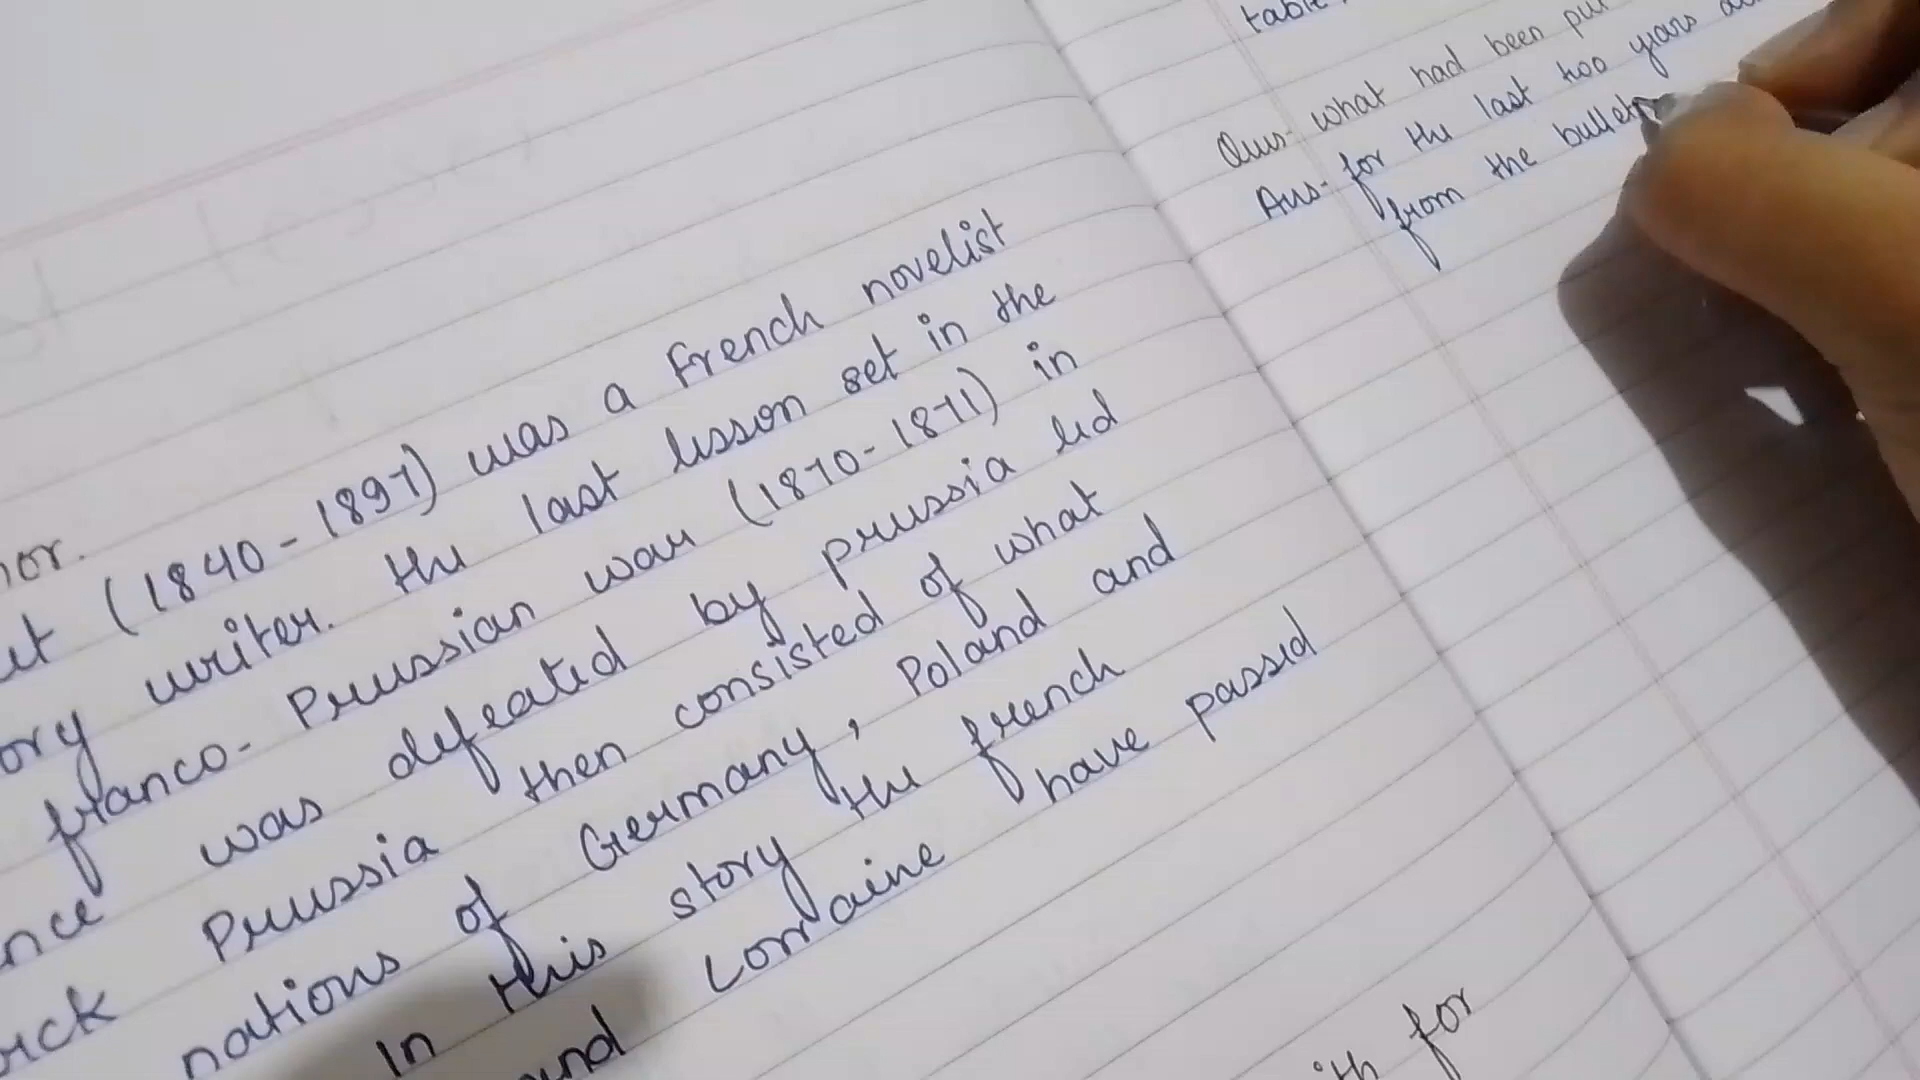 hor.
et (1840-1897) was a French novelist
ory writer. the last lesson set in the
franco-Prussian war (1870-1871) in
nce was defeated by prussia led
rck Prussia then consisted of what
nations of Germany, Poland and
In this story the french
and Lorraine have passed
ith for
table.
Ques- what had been pu
Ans- for the last two years a
from the bullet